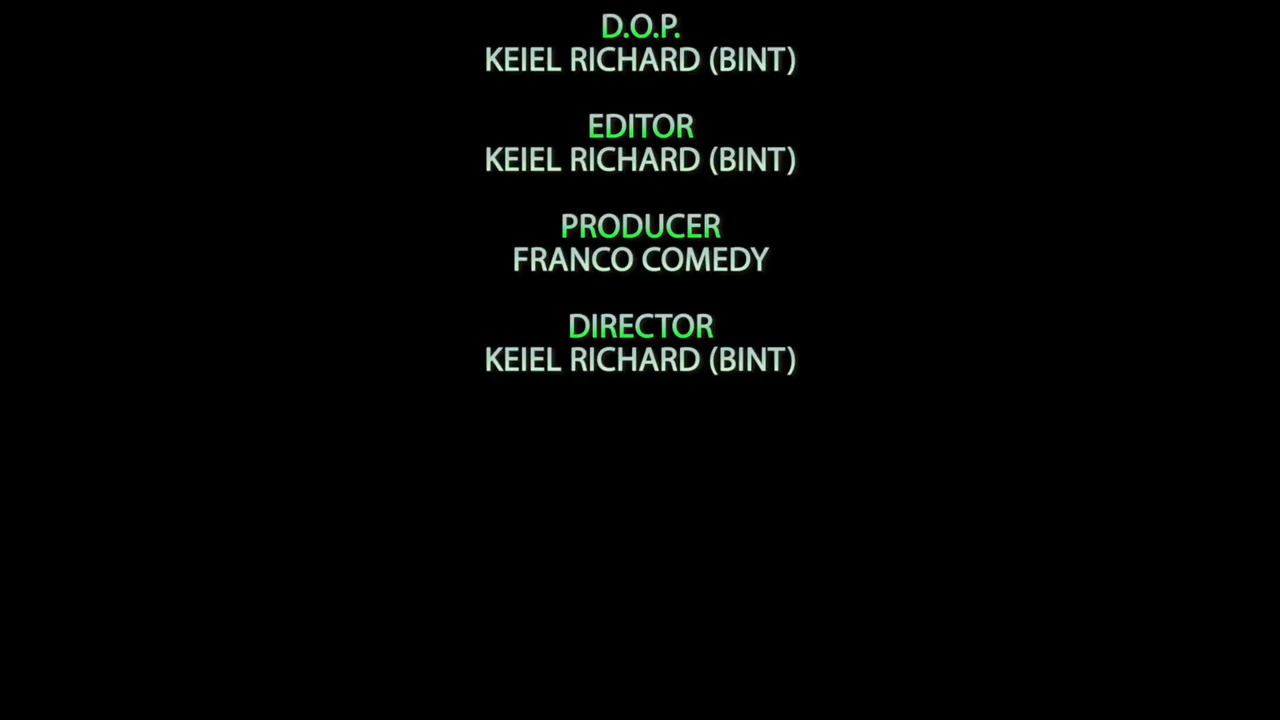 D.O.P.
KEIEL RICHARD (BINT)
EDITOR
KEIEL RICHARD (BINT)
PRODUCER
FRANCO COMEDY
DIRECTOR
KEIEL RICHARD (BINT)